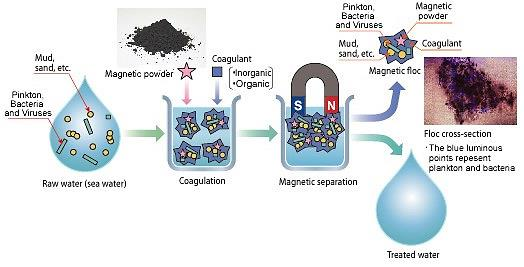 Mud,
sand, etc.
Pinkton,
Bacteria
and Viruses
Raw water (sea water)
Magnetic powder
Coagulant
•Inorganic
•Organic
Coagulation
S
N
Magnetic separation
Pinkton,
Bacteria
and Viruses
Magnetic
powder
Mud,
sand, etc.
Coagulant
Magnetic floc
Floc cross-section
· The blue luminous
points repesent
plankton and bacteria
Treated water